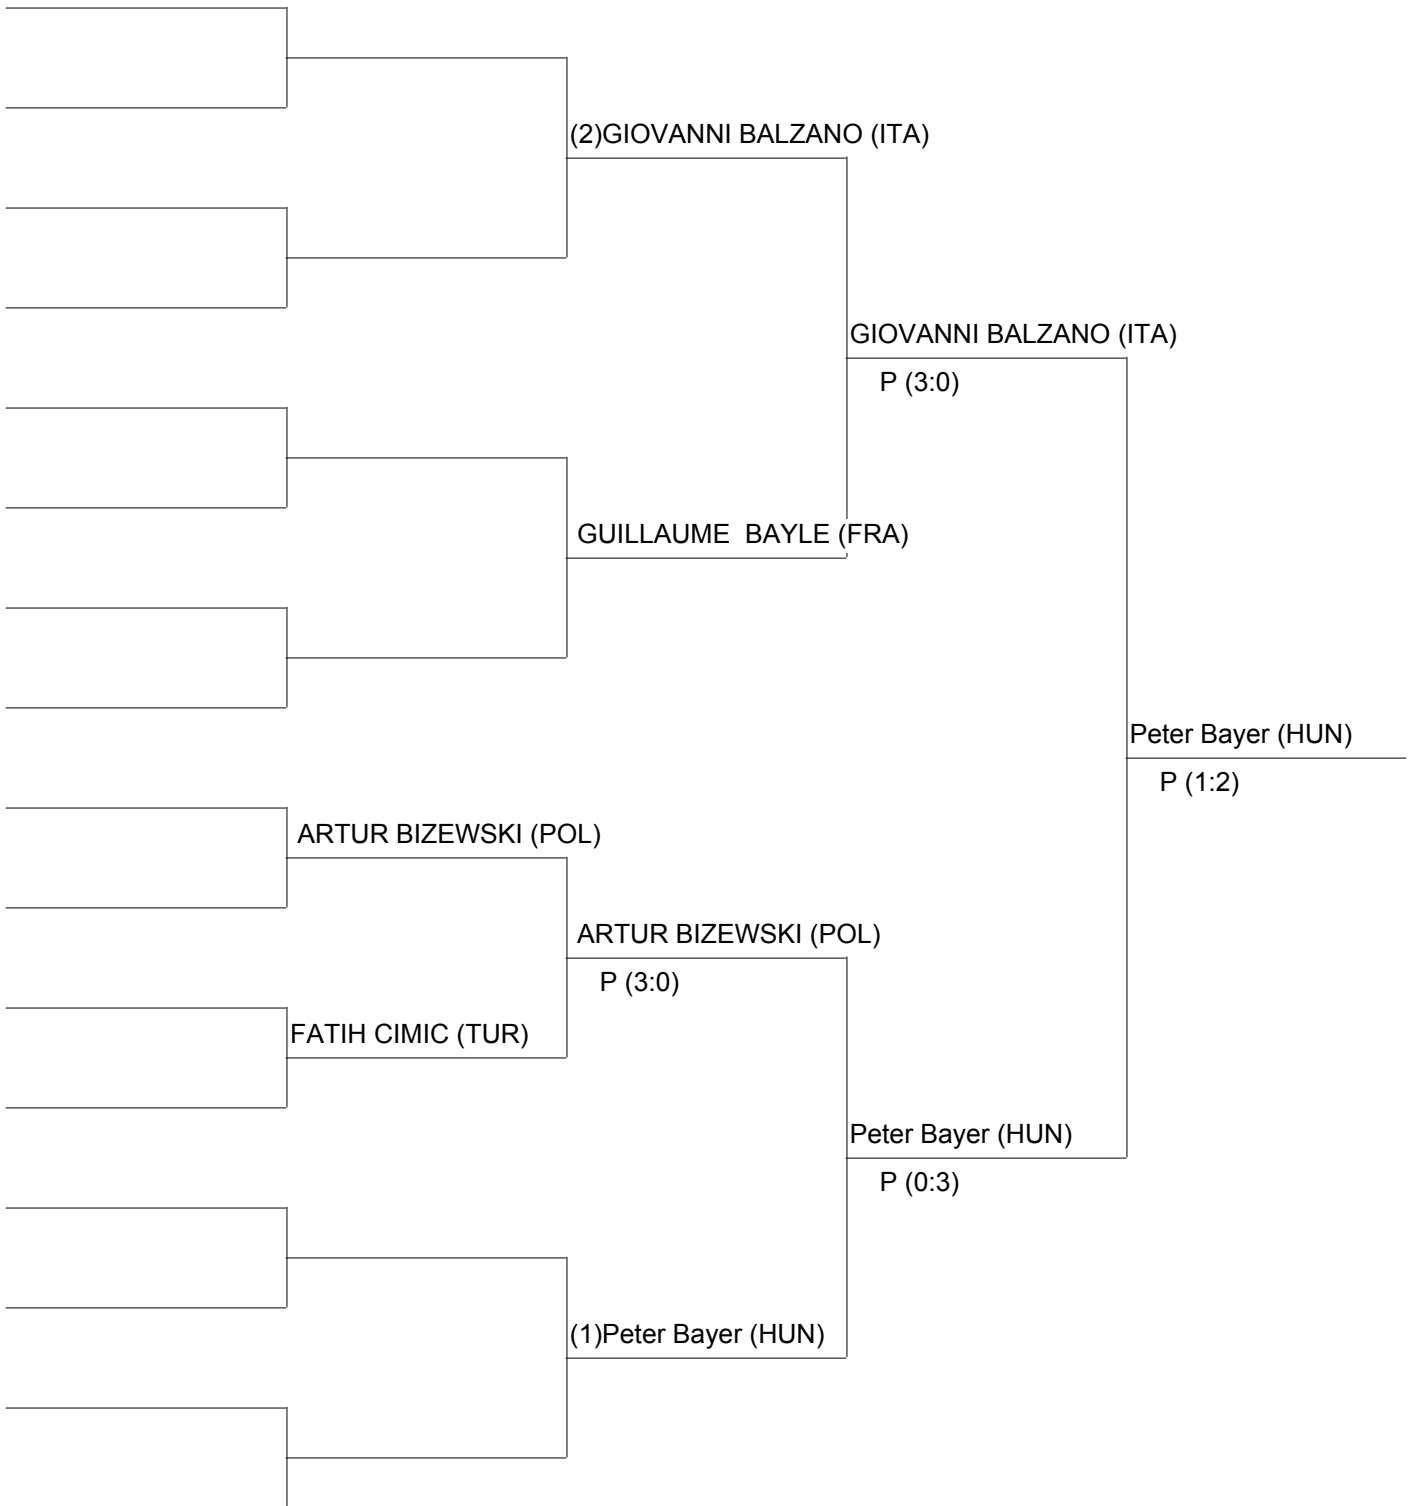 (2)GIOVANNI BALZANO (ITA)
GIOVANNI BALZANO (ITA)
P (3:0)
GUILLAUME  BAYLE (FRA)
Peter Bayer (HUN)
P (1:2)
ARTUR BIZEWSKI (POL)
ARTUR BIZEWSKI (POL)
P (3:0)
FATIH CIMIC (TUR)
Peter Bayer (HUN)
P (0:3)
(1)Peter Bayer (HUN)